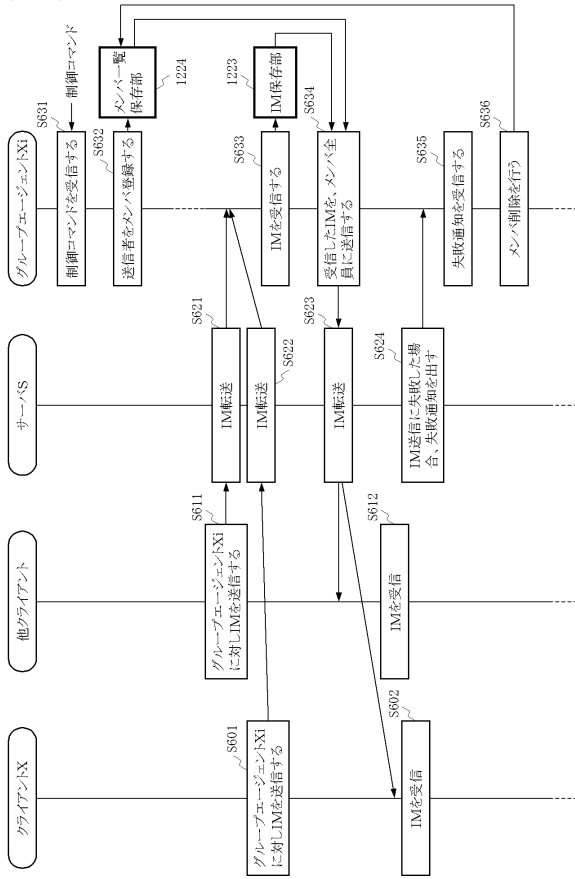 クライアントX
他クライアント
サーバS
グループエージェントXi
制御コマンド
S631
制御コマンドを受信する
S632
送信者をメンバ登録する
メンバ一覧
保存部
1224
S611
グループエージェントXi
に対しIMを送信する
S621
IM転送
S601
グループエージェントXi
に対しIMを送信する
S622
IM転送
S633
IMを受信する
IM保存部
1223
S634
受信したIMを、メンバ全
員に送信する
S623
IM転送
S612
IMを受信
S602
IMを受信
S624
IM送信に失敗した場
合、失敗通知を出す
S635
失敗通知を受信する
S636
メンバ削除を行う